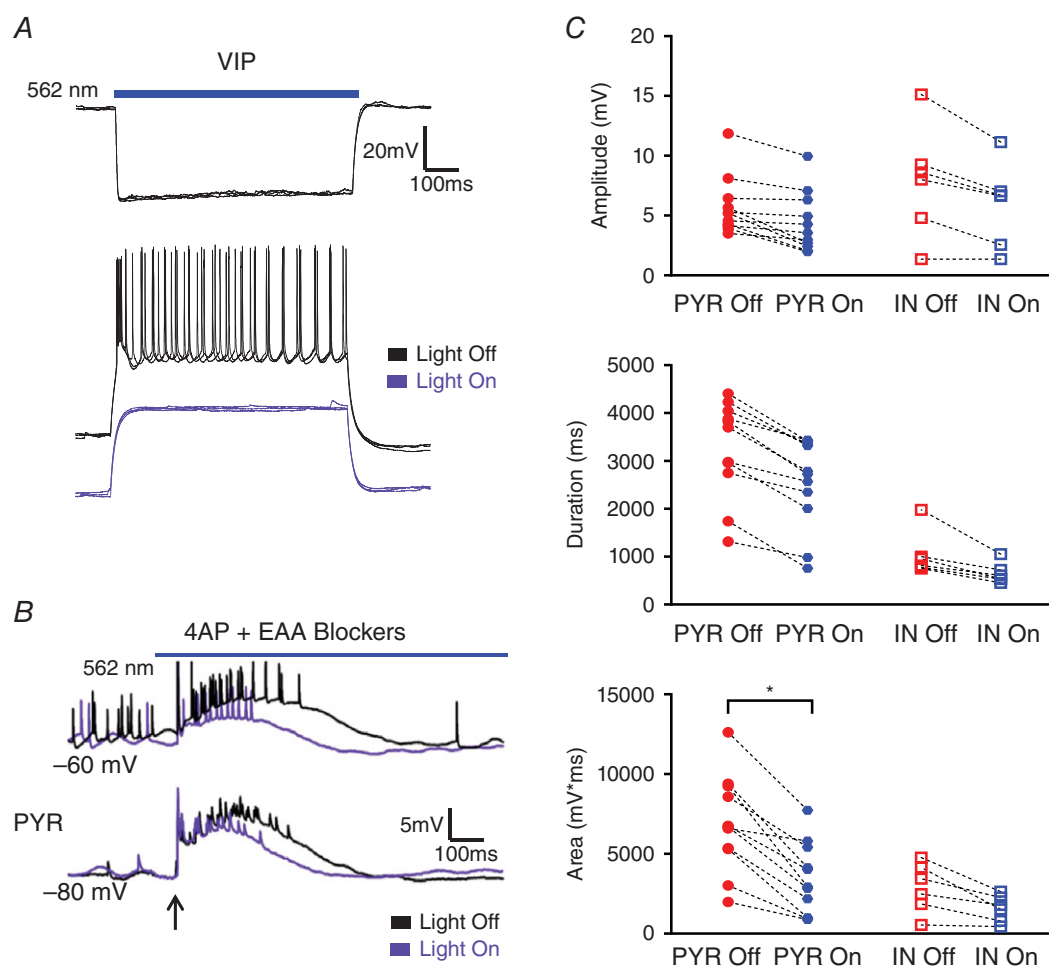 A
VIP
562 nm
20mV
100ms
Light Off
Light On
B
4AP + EAA Blockers
562 nm
–60 mV
PYR
5mV
100ms
–80 mV
Light Off
Light On
C
Amplitude (mV)
20
15
10
5
0
PYR Off PYR On IN Off IN On
Duration (ms)
5000
4000
3000
2000
1000
0
PYR Off PYR On IN Off IN On
Area (mV*ms)
15000
*
10000
5000
0
PYR Off PYR On IN Off IN On